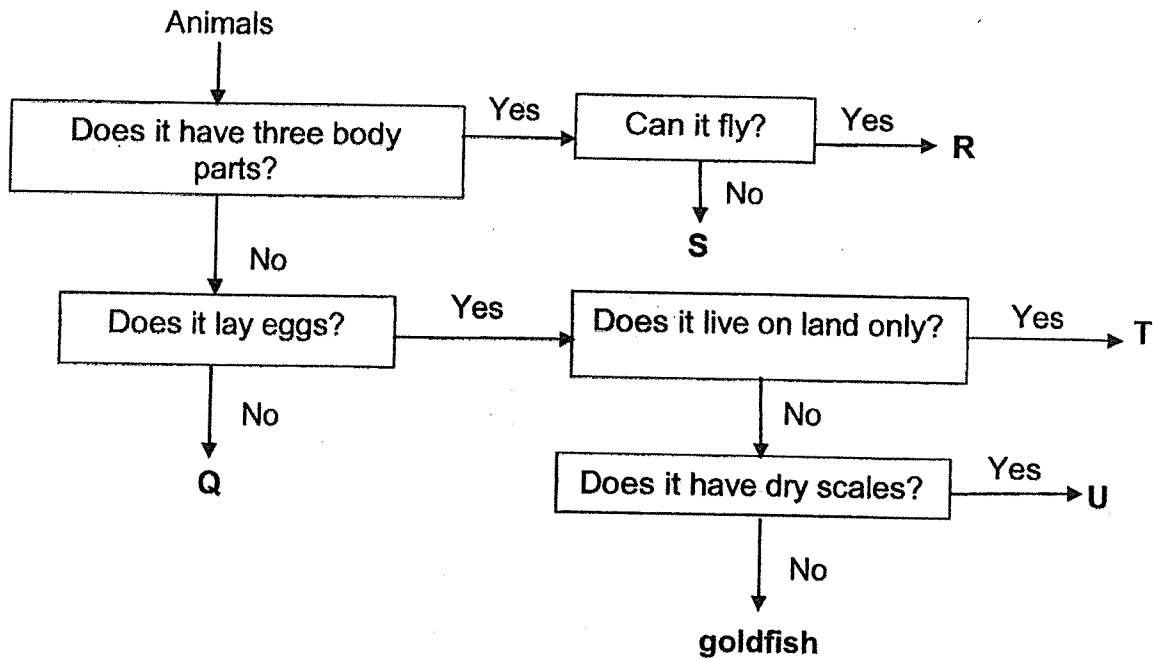 Animals
Does it have three body
parts?
Yes
Can it fly?
Yes
R
No
S
No
Does it lay eggs?
Yes
Does it live on land only?
Yes
T
No
Q
No
Does it have dry scales?
Yes
U
No
goldfish